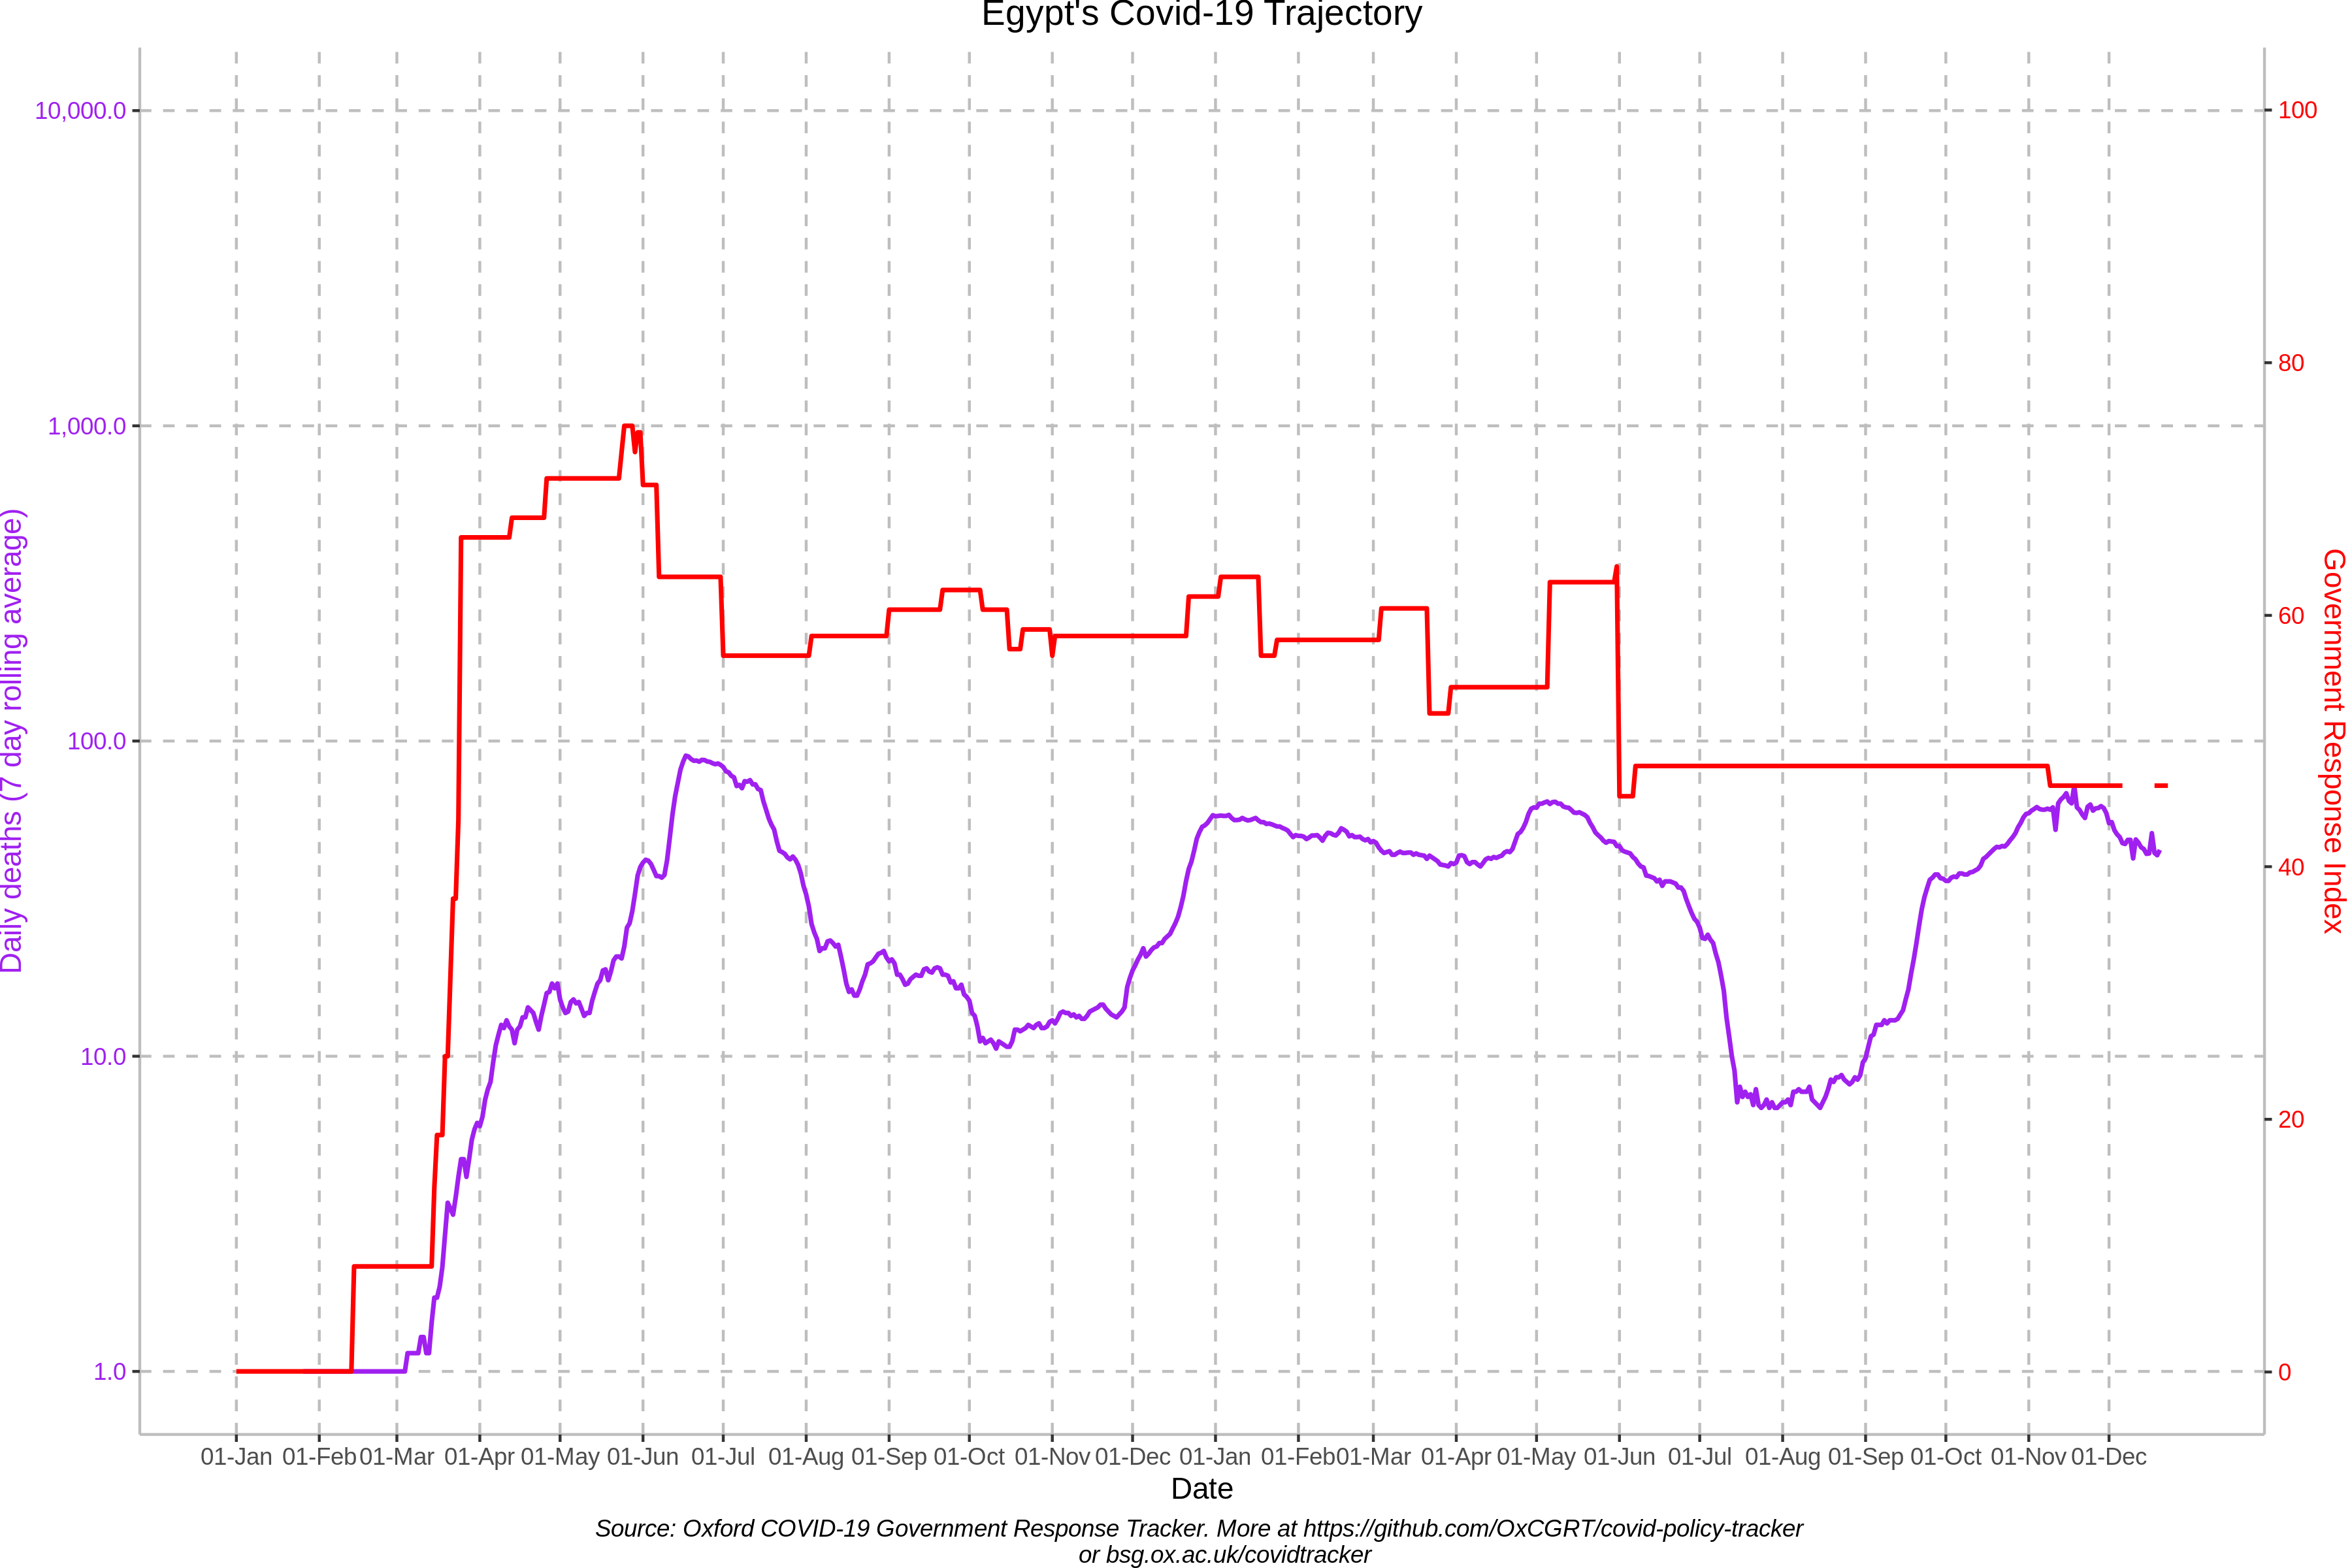 Egypt's Covid-19 Trajectory
10,000.0
1,000.0
100.0
10.0
1.0
Daily deaths (7 day rolling average)
100
80
60
40
20
0
Government Response Index
01-Jan 01-Feb 01-Mar 01-Apr 01-May 01-Jun 01-Jul 01-Aug 01-Sep 01-Oct 01-Nov 01-Dec 01-Jan 01-Feb 01-Mar 01-Apr 01-May 01-Jun 01-Jul 01-Aug 01-Sep 01-Oct 01-Nov 01-Dec
Date
Source: Oxford COVID-19 Government Response Tracker. More at https://github.com/OxCGRT/covid-policy-tracker
or bsg.ox.ac.uk/covidtracker